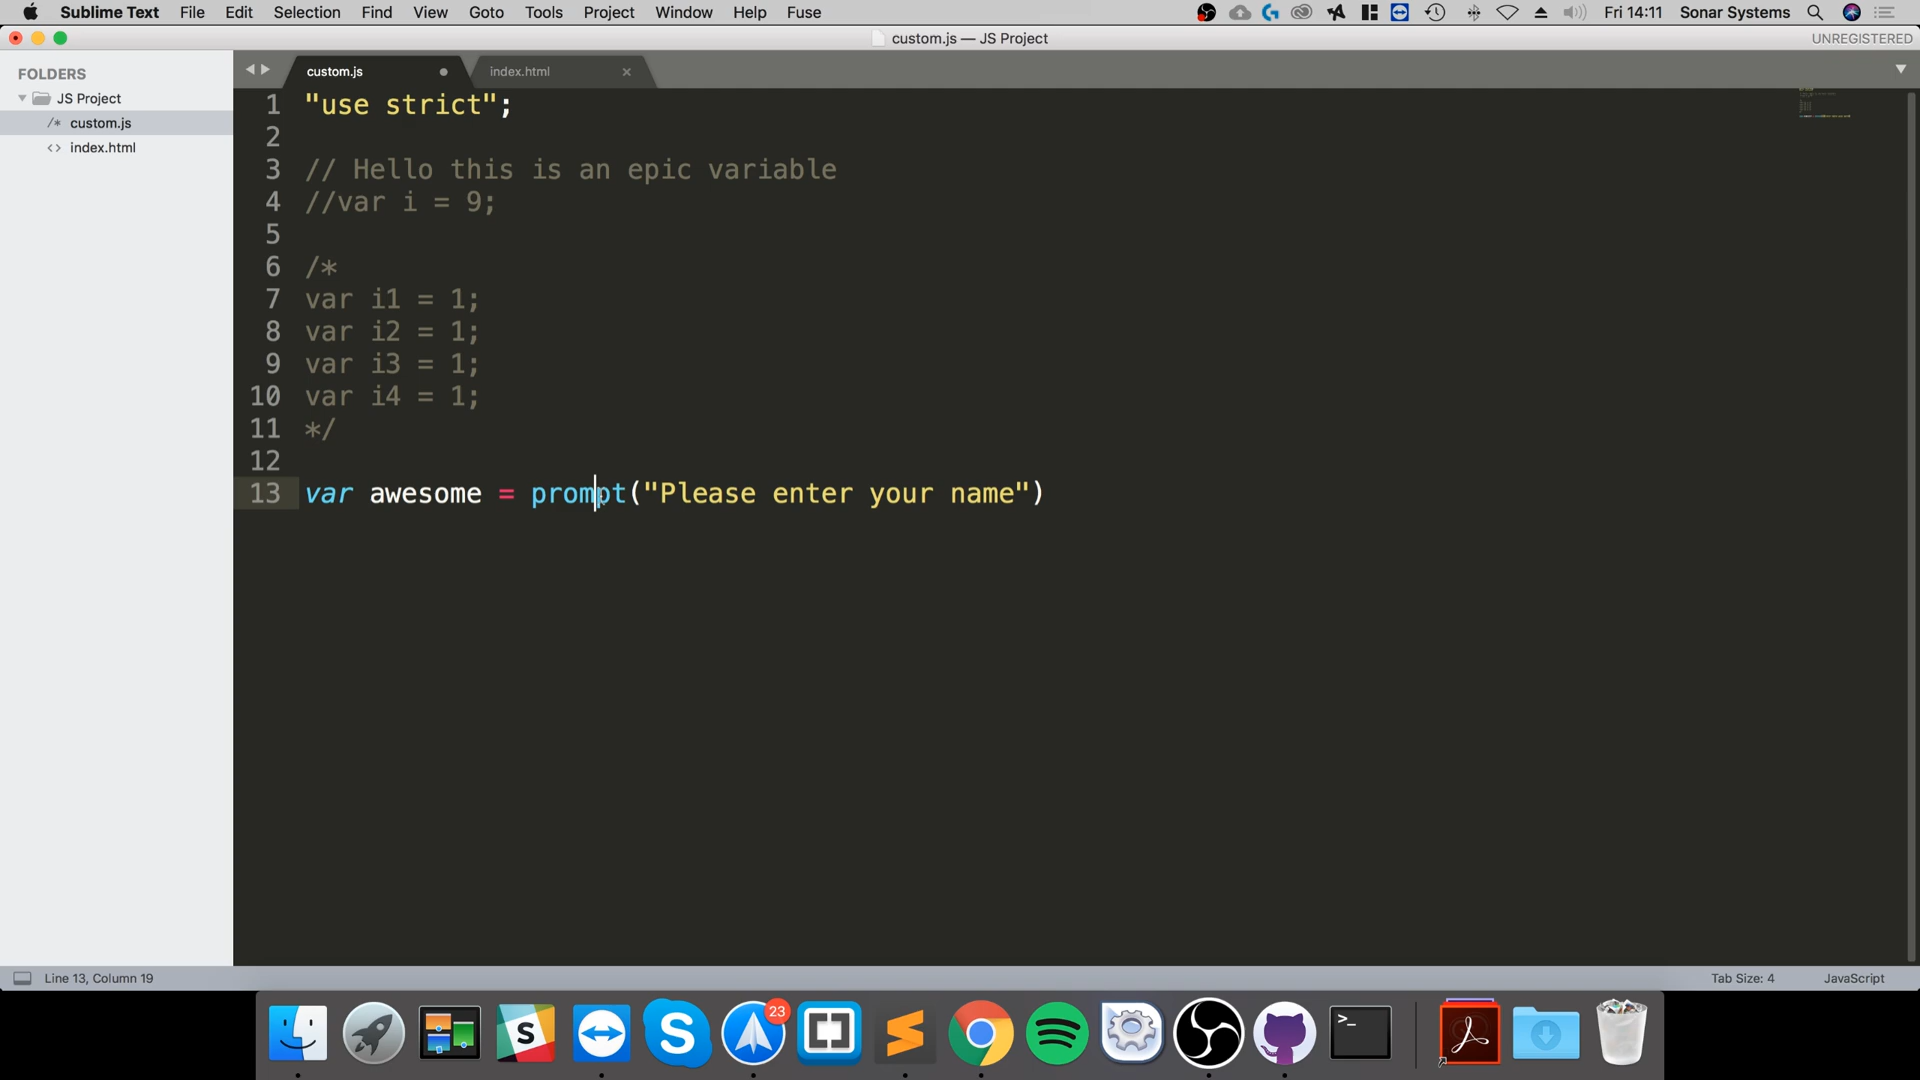 Sublime Text File Edit Selection Find View Goto Tools Project Window Help Fuse Fri 14:11 Sonar Systems
custom.js — JS Project UNREGISTERED
FOLDERS
JS Project
/* custom.js
<> index.html
custom.js index.html
1 "use strict";
2
3 // Hello this is an epic variable
4 //var i = 9;
5
6 /*
7 var i1 = 1;
8 var i2 = 1;
9 var i3 = 1;
10 var i4 = 1;
11 */
12
13 var awesome = prompt("Please enter your name")
Line 13, Column 19 Tab Size: 4 JavaScript
23
S
S
>_